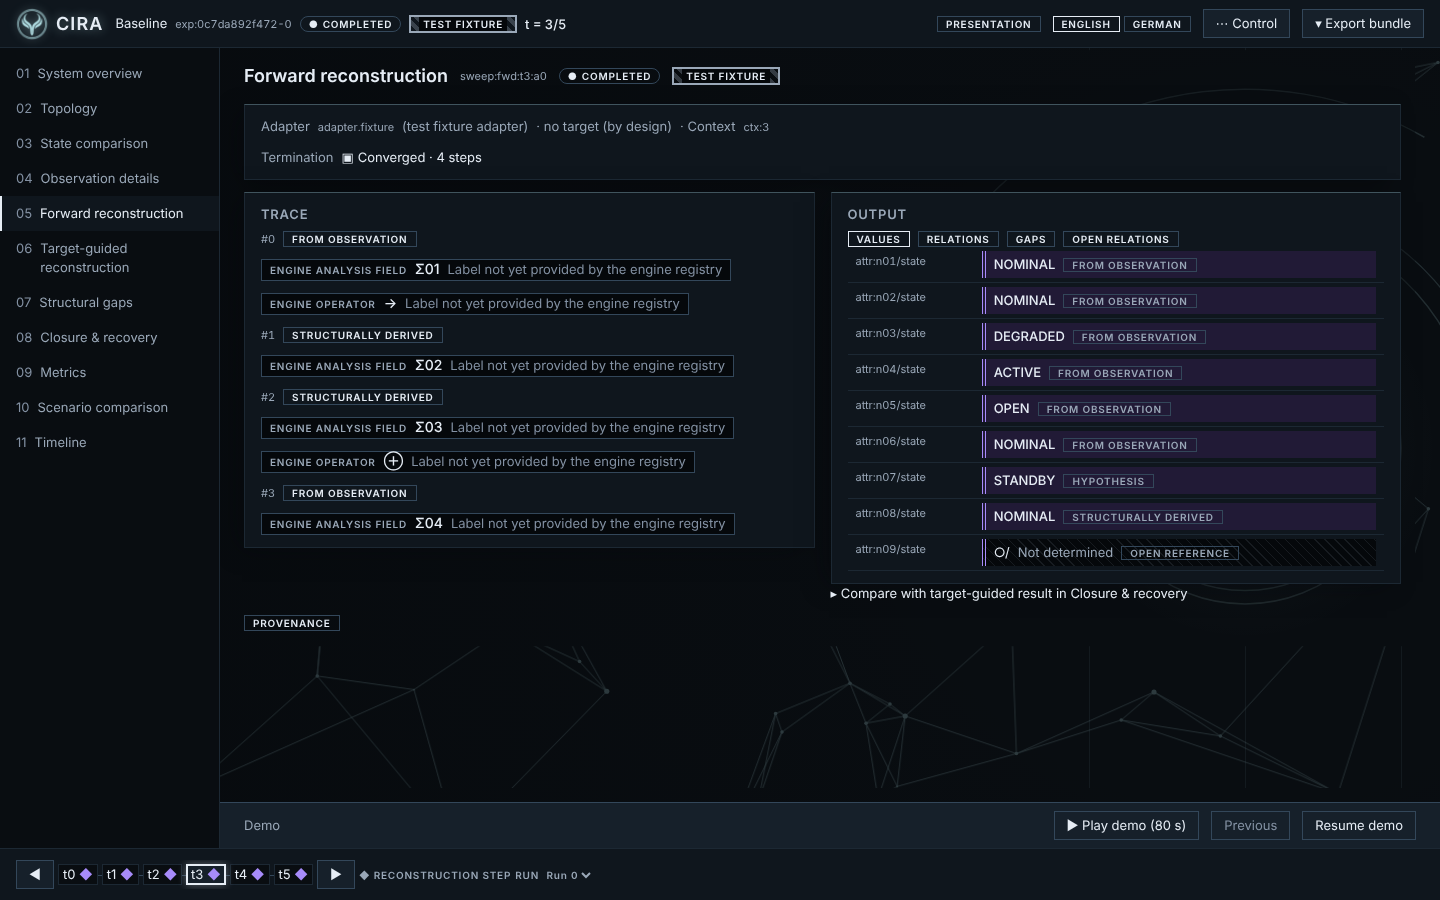 CIRA Baseline exp:0c7da892f472-0 ● COMPLETED TEST FIXTURE t = 3/5 PRESENTATION ENGLISH GERMAN ··· Control ▾ Export bundle
01 System overview
02 Topology
03 State comparison
04 Observation details
05 Forward reconstruction
06 Target-guided
reconstruction
07 Structural gaps
08 Closure & recovery
09 Metrics
10 Scenario comparison
11 Timeline
Forward reconstruction sweep:fwd:t3:a0 ● COMPLETED TEST FIXTURE
Adapter adapter.fixture (test fixture adapter) · no target (by design) · Context ctx:3
Termination ▣ Converged · 4 steps
TRACE
#0 FROM OBSERVATION
ENGINE ANALYSIS FIELD Σ01 Label not yet provided by the engine registry
ENGINE OPERATOR → Label not yet provided by the engine registry
#1 STRUCTURALLY DERIVED
ENGINE ANALYSIS FIELD Σ02 Label not yet provided by the engine registry
#2 STRUCTURALLY DERIVED
ENGINE ANALYSIS FIELD Σ03 Label not yet provided by the engine registry
ENGINE OPERATOR ⊕ Label not yet provided by the engine registry
#3 FROM OBSERVATION
ENGINE ANALYSIS FIELD Σ04 Label not yet provided by the engine registry
OUTPUT
VALUES RELATIONS GAPS OPEN RELATIONS
attr:n01/state NOMINAL FROM OBSERVATION
attr:n02/state NOMINAL FROM OBSERVATION
attr:n03/state DEGRADED FROM OBSERVATION
attr:n04/state ACTIVE FROM OBSERVATION
attr:n05/state OPEN FROM OBSERVATION
attr:n06/state NOMINAL FROM OBSERVATION
attr:n07/state STANDBY HYPOTHESIS
attr:n08/state NOMINAL STRUCTURALLY DERIVED
attr:n09/state ○/ Not determined OPEN REFERENCE
▸ Compare with target-guided result in Closure & recovery
PROVENANCE
Demo ▶ Play demo (80 s) Previous Resume demo
◀ t0 ◆ t1 ◆ t2 ◆ t3 ◆ t4 ◆ t5 ◆ ▶ ◆ RECONSTRUCTION STEP RUN Run 0